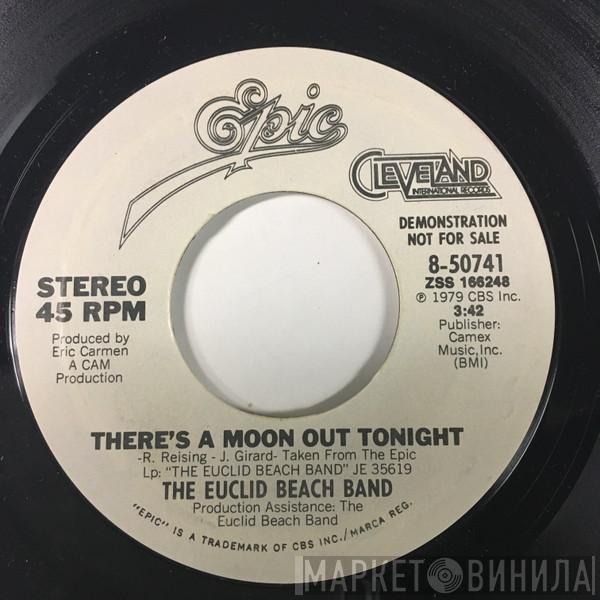 Epic
CLEVELAND
INTERNATIONAL RECORDS
DEMONSTRATION
NOT FOR SALE
8-50741
ZSS 166248
℗ 1979 CBS Inc.
3:42
Publisher:
Camex
Music, Inc.
(BMI)
STEREO
45 RPM
Produced by
Eric Carmen
A CAM
Production
THERE'S A MOON OUT TONIGHT
-R. Reising - J. Girard- Taken From The Epic
Lp: "THE EUCLID BEACH BAND" JE 35619
THE EUCLID BEACH BAND
Production Assistance: The
Euclid Beach Band
"EPIC" IS A TRADEMARK OF CBS INC./MARCA REG.
МАРКЕТ ВИНИЛА